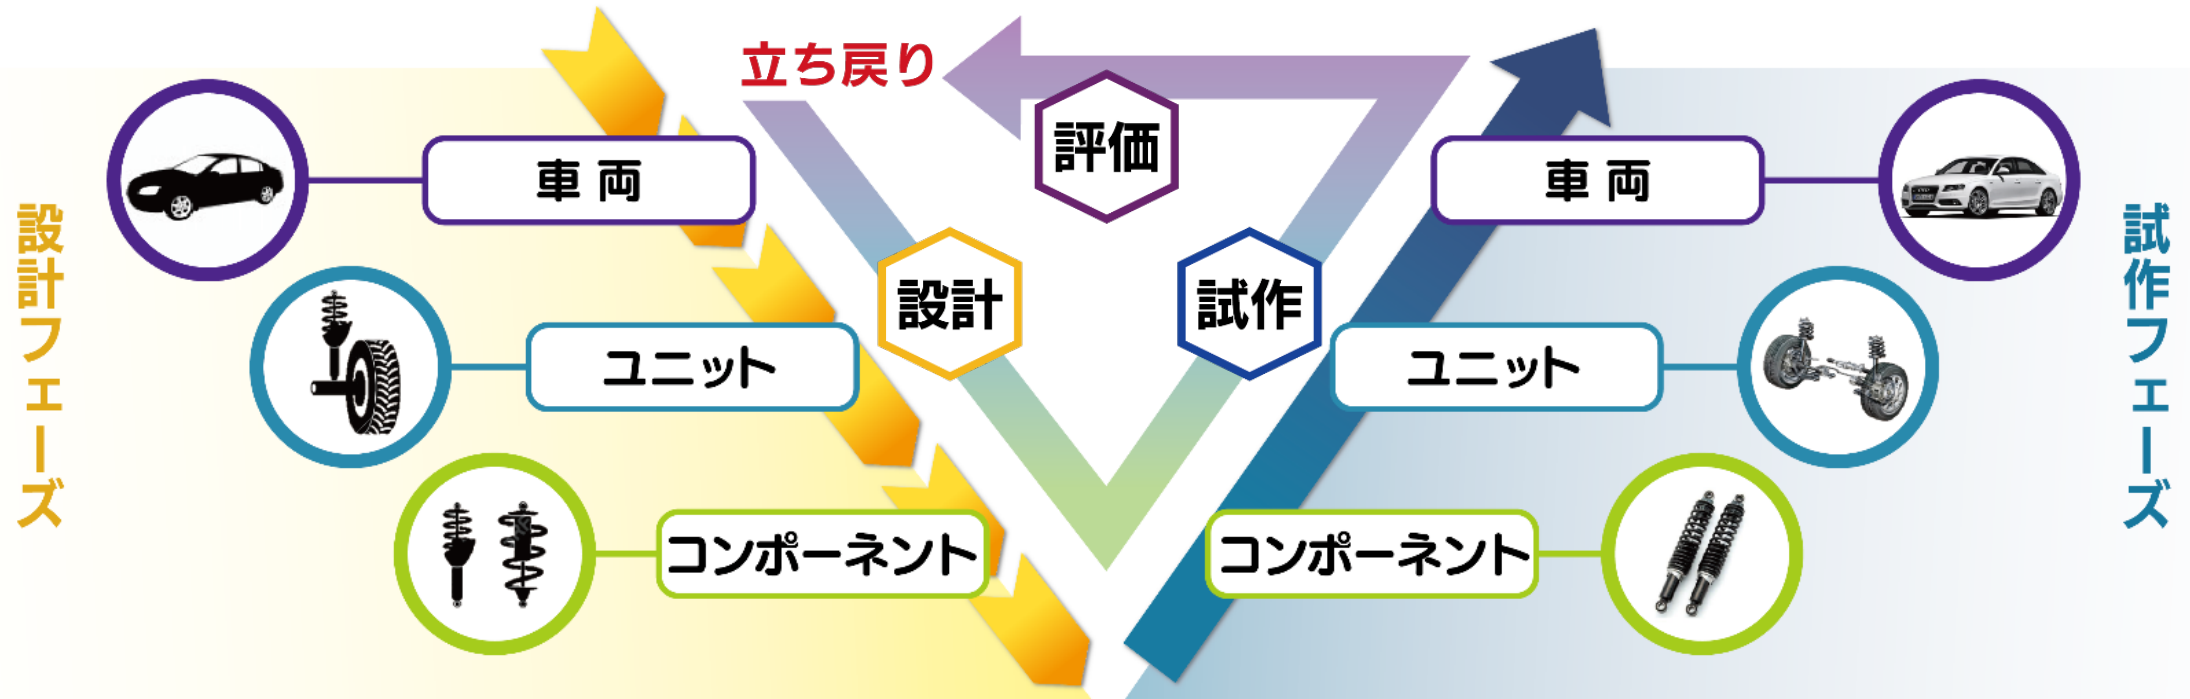 立ち戻り
評価
車両
車両
設計フェーズ
試作フェーズ
設計
試作
ユニット
ユニット
コンポーネント
コンポーネント